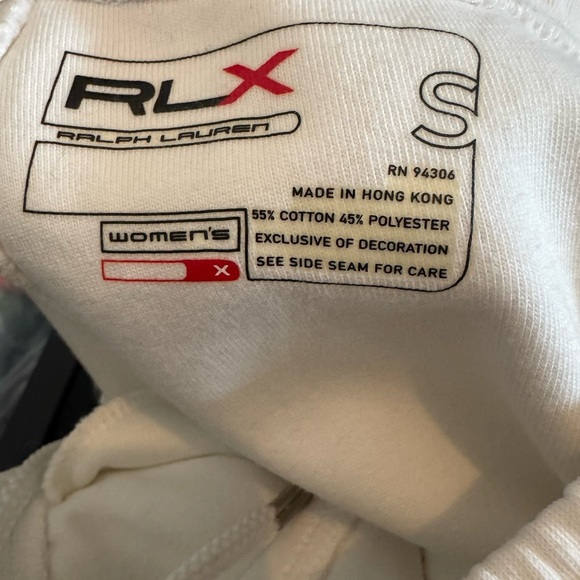 RLX
RALPH LAUREN
S
RN 94306
MADE IN HONG KONG
55% COTTON 45% POLYESTER
EXCLUSIVE OF DECORATION
SEE SIDE SEAM FOR CARE
WOMEN'S
X